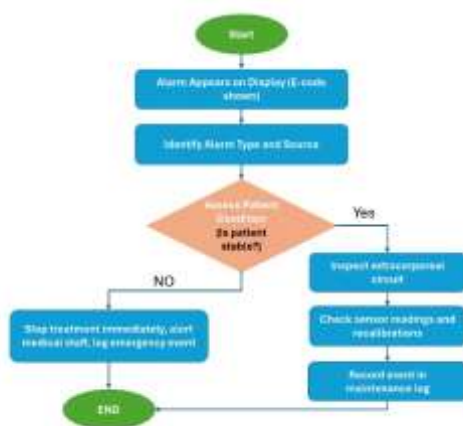 Start
Alarm Appears on Display (E-code
shown)
Identify Alarm Type and Source
Assess Patient
Condition
Is patient
stable?)
Yes
NO
Inspect extracorporeal
circuit
Stop treatment immediately, alert
medical staff, log emergency event
Check sensor readings and
recalibrations
Record event in
maintenance log
END